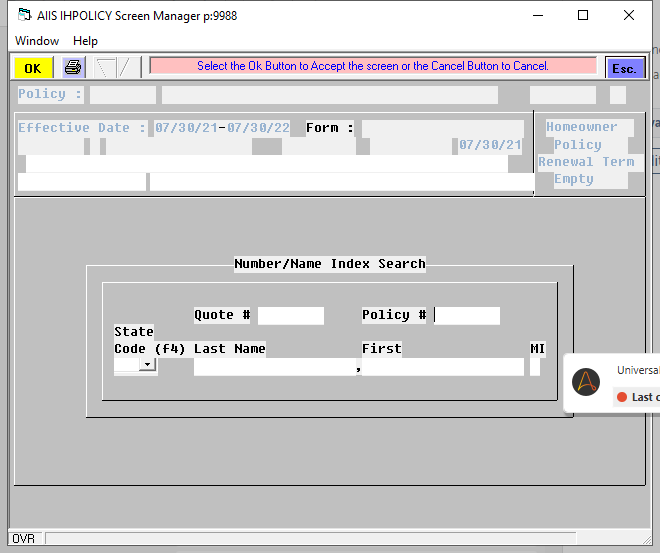 AIIS IHPOLICY Screen Manager p:9988
Window Help
OK Select the Ok Button to Accept the screen or the Cancel Button to Cancel. Esc.
Policy :
Effective Date : 07/30/21-07/30/22 Form : Homeowner
07/30/21 Policy
Renewal Term
Empty
Number/Name Index Search
Quote # Policy #
State
Code (f4) Last Name First MI
,
Universal
Last c
OVR